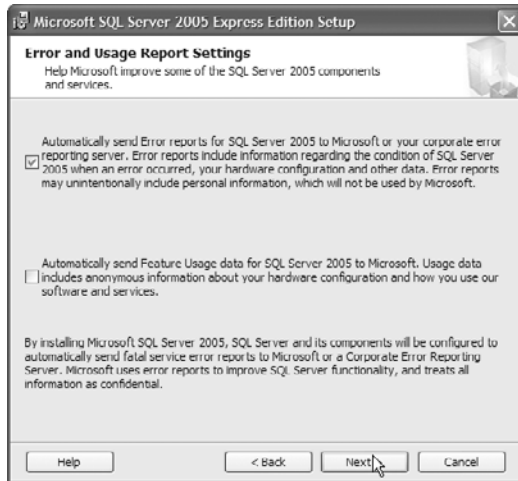 Microsoft SQL Server 2005 Express Edition Setup
Error and Usage Report Settings
Help Microsoft improve some of the SQL Server 2005 components
and services.
Automatically send Error reports for SQL Server 2005 to Microsoft or your corporate error
reporting server. Error reports include information regarding the condition of SQL Server
2005 when an error occurred, your hardware configuration and other data. Error reports
may unintentionally include personal information, which will not be used by Microsoft.
Automatically send Feature Usage data for SQL Server 2005 to Microsoft. Usage data
includes anonymous information about your hardware configuration and how you use our
software and services.
By installing Microsoft SQL Server 2005, SQL Server and its components will be configured to
automatically send fatal service error reports to Microsoft or a Corporate Error Reporting
Server. Microsoft uses error reports to improve SQL Server functionality, and treats all
information as confidential.
Help
< Back
Next
Cancel